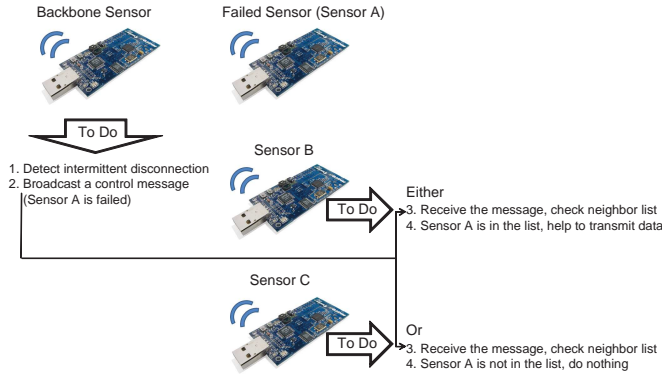 Backbone Sensor
Failed Sensor (Sensor A)
To Do
1. Detect intermittent disconnection
2. Broadcast a control message
(Sensor A is failed)
Sensor B
To Do
Either
3. Receive the message, check neighbor list
4. Sensor A is in the list, help to transmit data
Sensor C
To Do
Or
3. Receive the message, check neighbor list
4. Sensor A is not in the list, do nothing